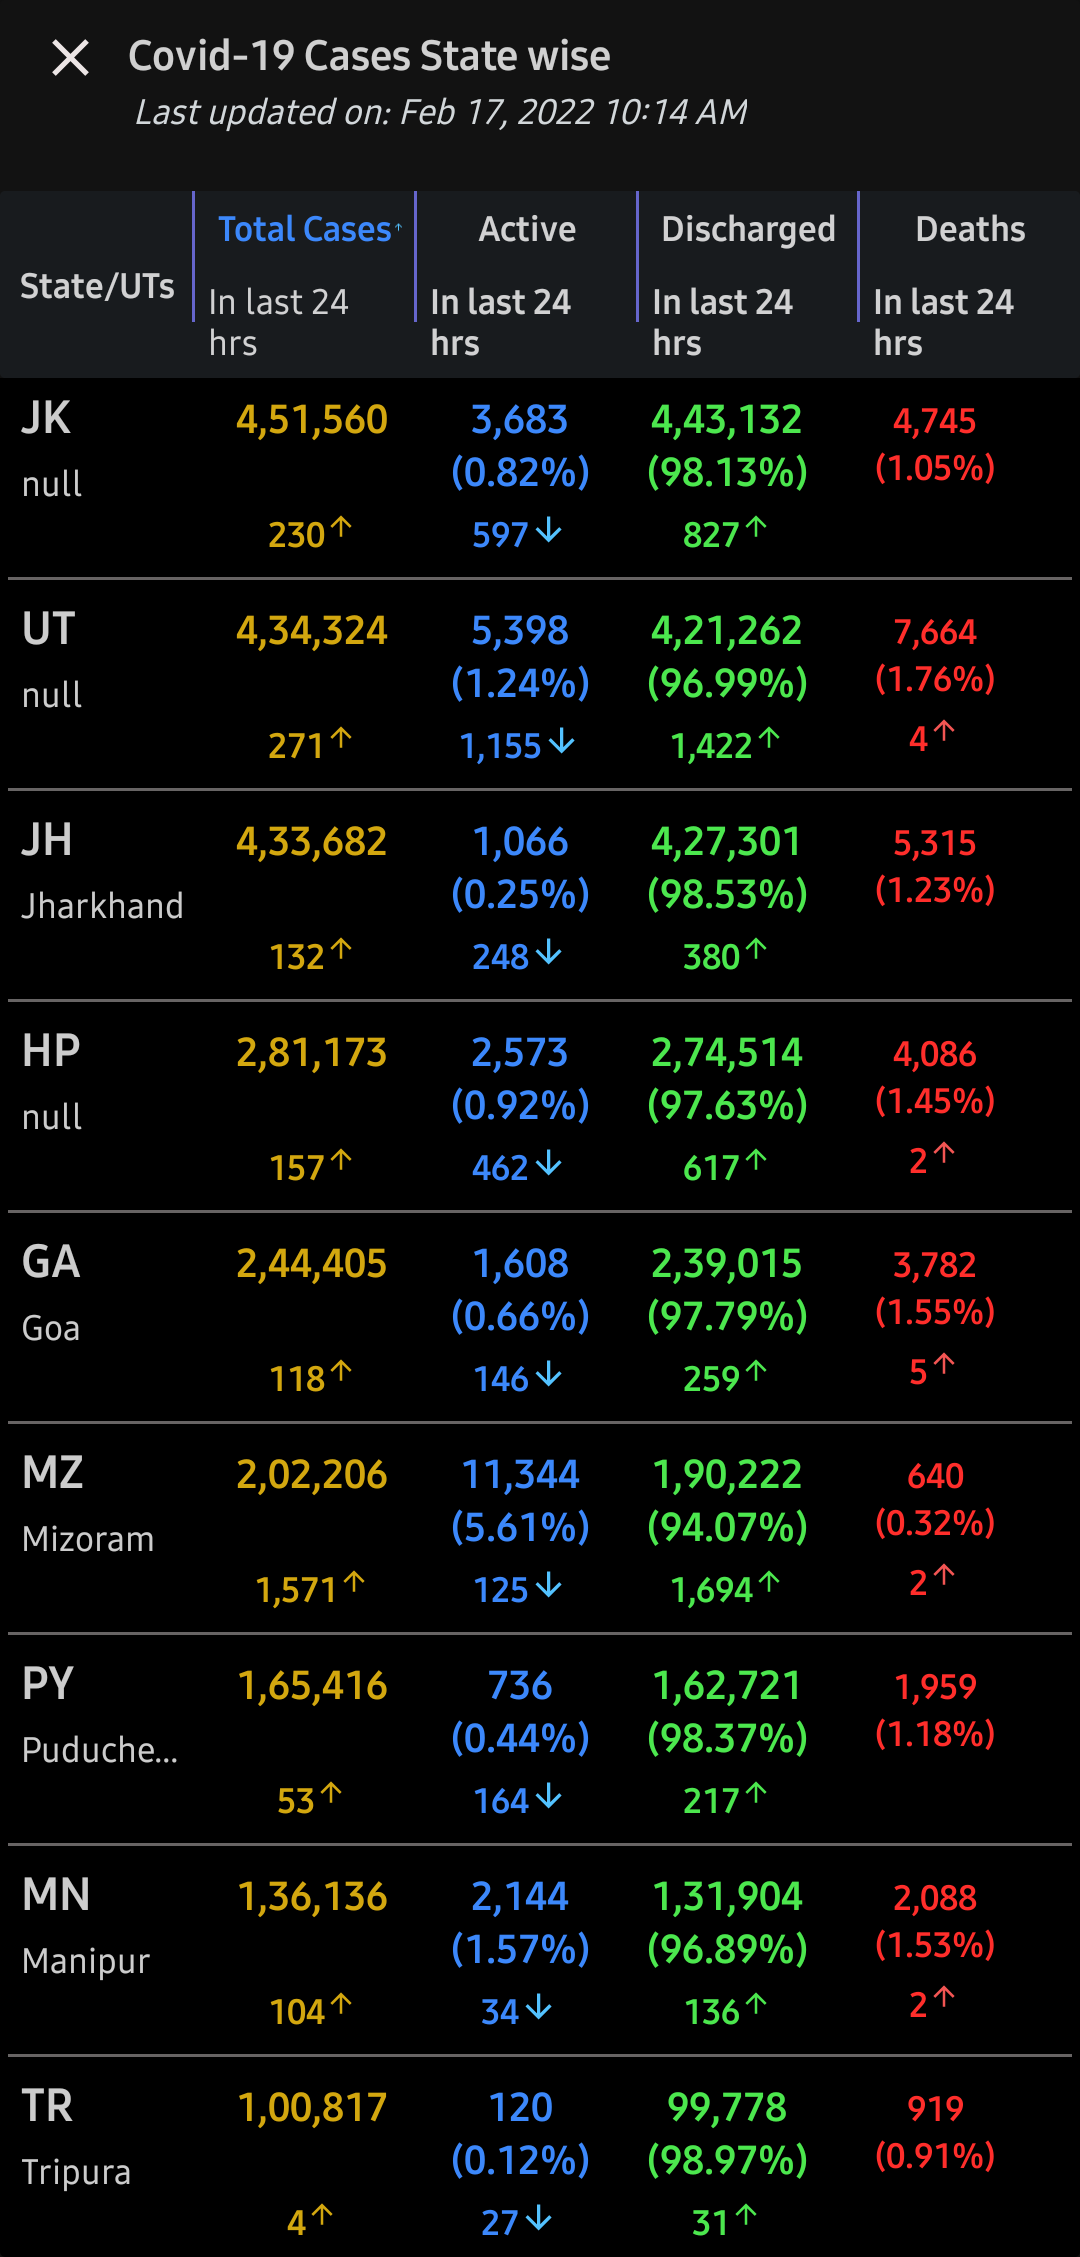 Covid-19 Cases State wise
Last updated on: Feb 17, 2022 10:14 AM
State/UTs
Total Cases↑
In last 24
hrs
Active
In last 24
hrs
Discharged
In last 24
hrs
Deaths
In last 24
hrs
JK 4,51,560 3,683 4,43,132 4,745
null (0.82%) (98.13%) (1.05%)
230↑ 597↓ 827↑
UT 4,34,324 5,398 4,21,262 7,664
null (1.24%) (96.99%) (1.76%)
271↑ 1,155↓ 1,422↑ 4↑
JH 4,33,682 1,066 4,27,301 5,315
Jharkhand (0.25%) (98.53%) (1.23%)
132↑ 248↓ 380↑
HP 2,81,173 2,573 2,74,514 4,086
null (0.92%) (97.63%) (1.45%)
157↑ 462↓ 617↑ 2↑
GA 2,44,405 1,608 2,39,015 3,782
Goa (0.66%) (97.79%) (1.55%)
118↑ 146↓ 259↑ 5↑
MZ 2,02,206 11,344 1,90,222 640
Mizoram (5.61%) (94.07%) (0.32%)
1,571↑ 125↓ 1,694↑ 2↑
PY 1,65,416 736 1,62,721 1,959
Puduche... (0.44%) (98.37%) (1.18%)
53↑ 164↓ 217↑
MN 1,36,136 2,144 1,31,904 2,088
Manipur (1.57%) (96.89%) (1.53%)
104↑ 34↓ 136↑ 2↑
TR 1,00,817 120 99,778 919
Tripura (0.12%) (98.97%) (0.91%)
4↑ 27↓ 31↑